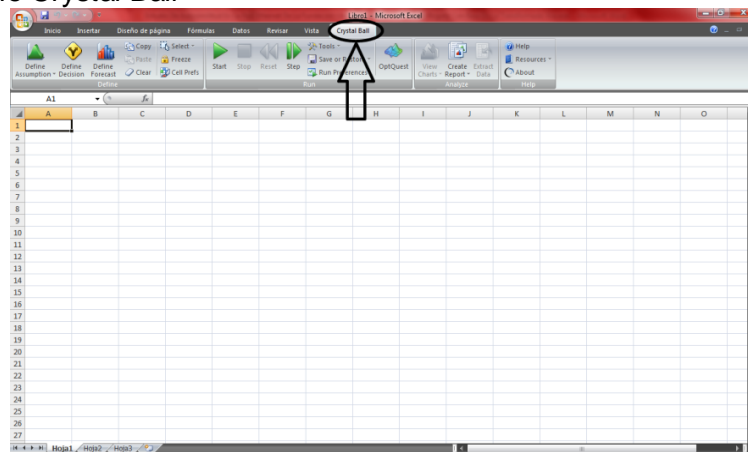 Crystal Ball
Libro1 - Microsoft Excel
Inicio Insertar Diseño de página Fórmulas Datos Revisar Vista Crystal Ball
Copy Select Tools Help
Define Define Define Paste Freeze Start Stop Reset Step Save or OptQuest View Create Extract Resources
Assumption Decision Forecast Clear Cell Prefs Run Preferences Charts Report Data About
Define Run Analyze Help
A1 fx
A B C D E F G H I J K L M N O
1
2
3
4
5
6
7
8
9
10
11
12
13
14
15
16
17
18
19
20
21
22
23
24
25
26
27
Hoja1 Hoja2 Hoja3